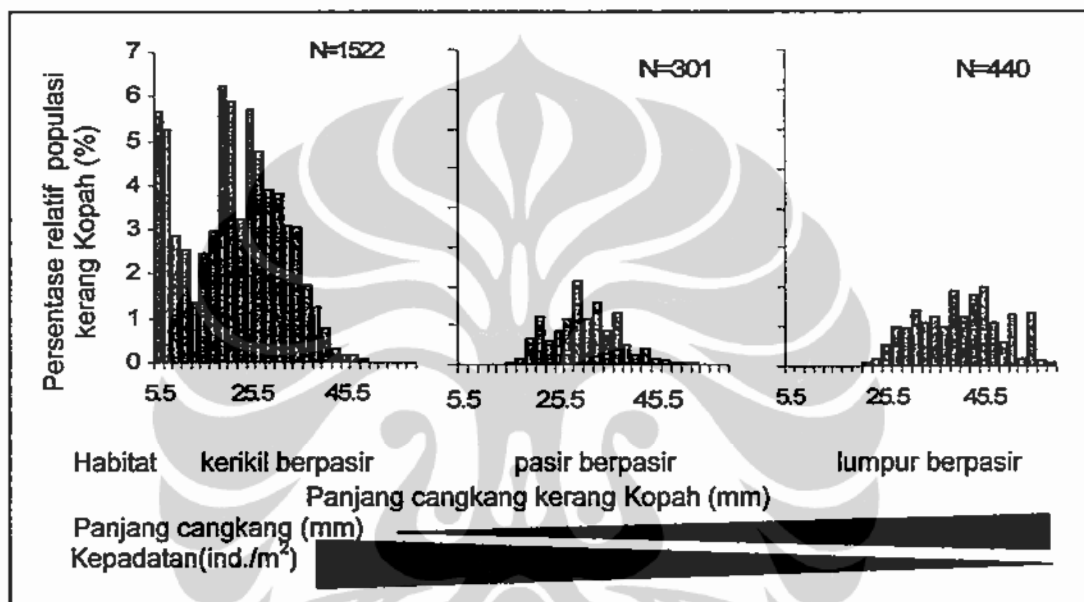 N=1522
N=301
N=440
Persentase relatif populasi
kerang Kopah (%)
7
6
5
4
3
2
1
0
5.5 25.5 45.5
5.5 25.5 45.5
5.5 25.5 45.5
Habitat kerikil berpasir pasir berpasir lumpur berpasir
Panjang cangkang kerang Kopah (mm)
Panjang cangkang (mm)
Kepadatan(ind./m²)